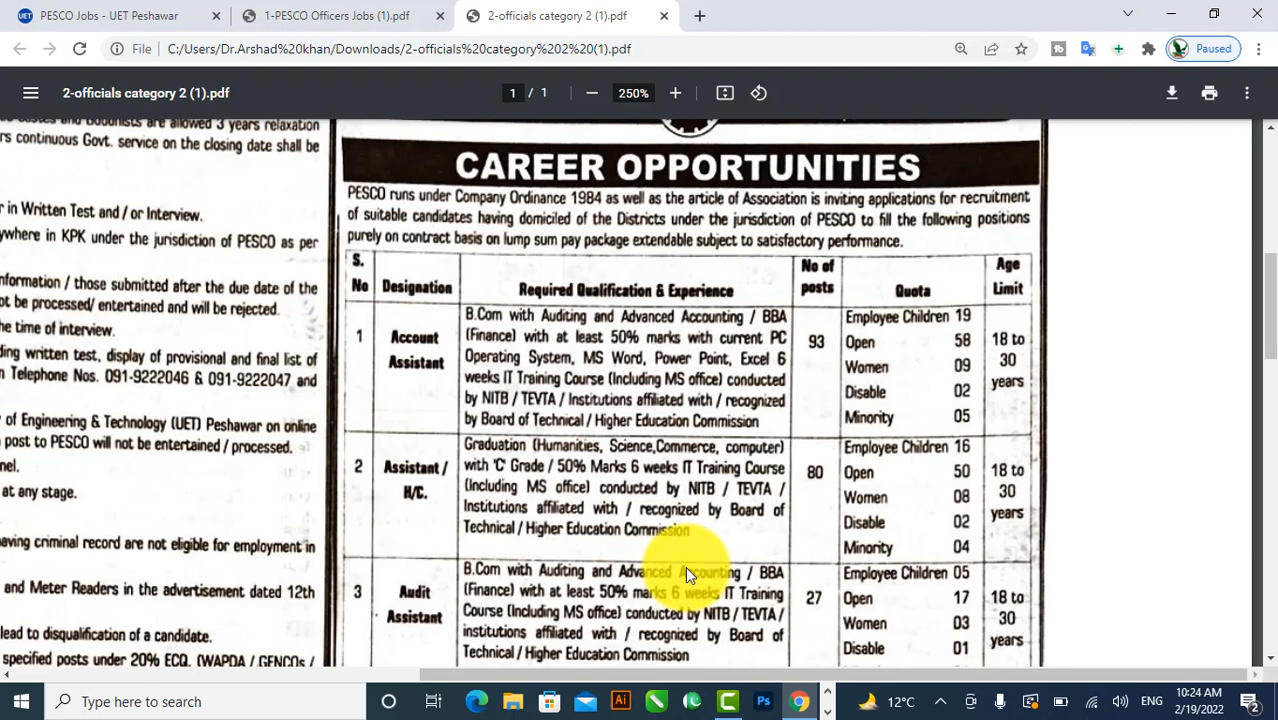 PESCO Jobs - UET Peshawar
1-PESCO Officers Jobs (1).pdf
2-officials category 2 (1).pdf
File
C:/Users/Dr.Arshad%20khan/Downloads/2-officials%20category%202%20(1).pdf
Paused
2-officials category 2 (1).pdf
1 / 1
250%
are allowed 3 years relaxation
rs continuous Govt. service on the closing date shall be
r in Written Test and / or Interview.
ywhere in KPK under the jurisdiction of PESCO as per
nformation / those submitted after the due date of the
ot be processed/ entertained and will be rejected.
he time of interview.
ding written test, display of provisional and final list of
n Telephone Nos. 091-9222046 & 091-9222047 and
y of Engineering & Technology (UET) Peshawar on online
n post to PESCO will not be entertained / processed.
nel.
at any stage.
having criminal record are not eligible for employment in
and Meter Readers in the advertisement dated 12th
lead to disqualification of a candidate.
specified posts under 20% ECQ. (WAPDA / GENCOs /
CAREER OPPORTUNITIES
PESCO runs under Company Ordinance 1984 as well as the article of Association is inviting applications for recruitment
of suitable candidates having domiciled of the Districts under the jurisdiction of PESCO to fill the following positions
purely on contract basis on lump sum pay package extendable subject to satisfactory performance.
S. No
Designation
Required Qualification & Experience
No of posts
Quota
Age Limit
1
Account
Assistant
B.Com with Auditing and Advanced Accounting / BBA
(Finance) with at least 50% marks with current PC
Operating System, MS Word, Power Point, Excel 6
weeks IT Training Course (Including MS office) conducted
by NITB / TEVTA / Institutions affiliated with / recognized
by Board of Technical / Higher Education Commission
93
Employee Children 19
Open 58
Women 09
Disable 02
Minority 05
18 to
30
years
2
Assistant /
H/C.
Graduation (Humanities, Science,Commerce, computer)
with 'C' Grade / 50% Marks 6 weeks IT Training Course
(Including MS office) conducted by NITB / TEVTA /
Institutions affiliated with / recognized by Board of
Technical / Higher Education Commission
80
Employee Children 16
Open 50
Women 08
Disable 02
Minority 04
18 to
30
years
3
Audit
Assistant
B.Com with Auditing and Advanced Accounting / BBA
(Finance) with at least 50% marks 6 weeks IT Training
Course (Including MS office) conducted by NITB / TEVTA /
institutions affiliated with / recognized by Board of
Technical / Higher Education Commission
27
Employee Children 05
Open 17
Women 03
Disable 01
18 to
30
years
Type here to search
12°C
ENG
10:24 AM
2/19/2022
2